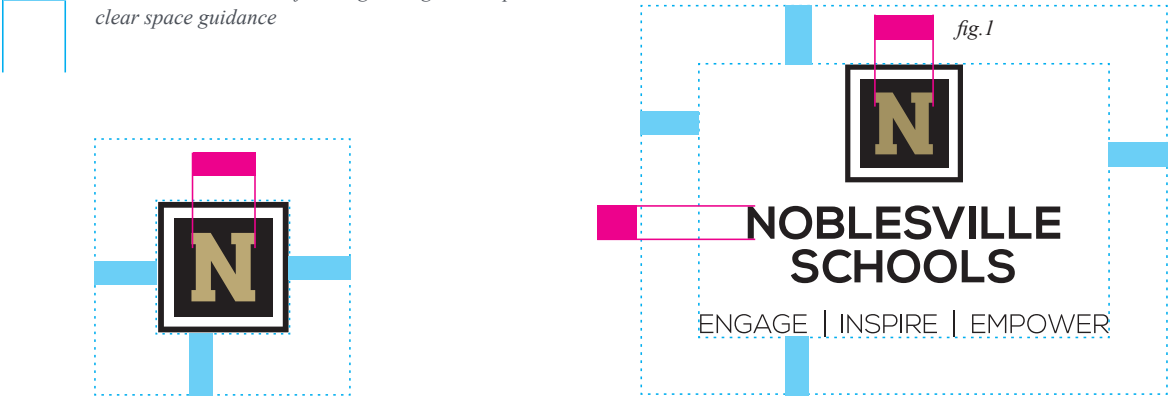 clear space guidance
fig.1
N
N
NOBLESVILLE
SCHOOLS
ENGAGE | INSPIRE | EMPOWER